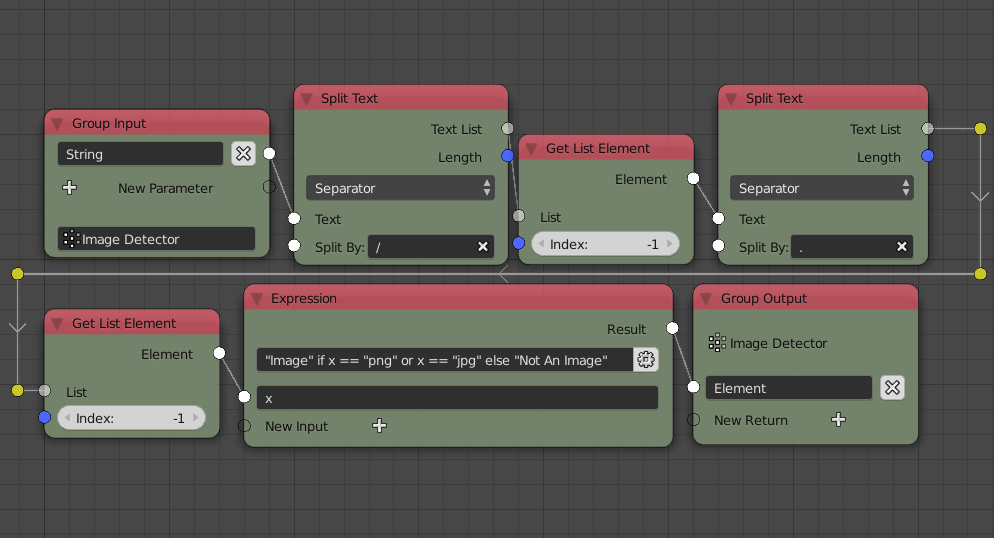 Group Input
String
New Parameter
Image Detector
Split Text
Text List
Length
Separator
Text
Split By: /
Get List Element
Element
List
Index: -1
Split Text
Text List
Length
Separator
Text
Split By: .
Get List Element
Element
List
Index: -1
Expression
Result
"Image" if x == "png" or x == "jpg" else "Not An Image"
x
New Input
Group Output
Image Detector
Element
New Return